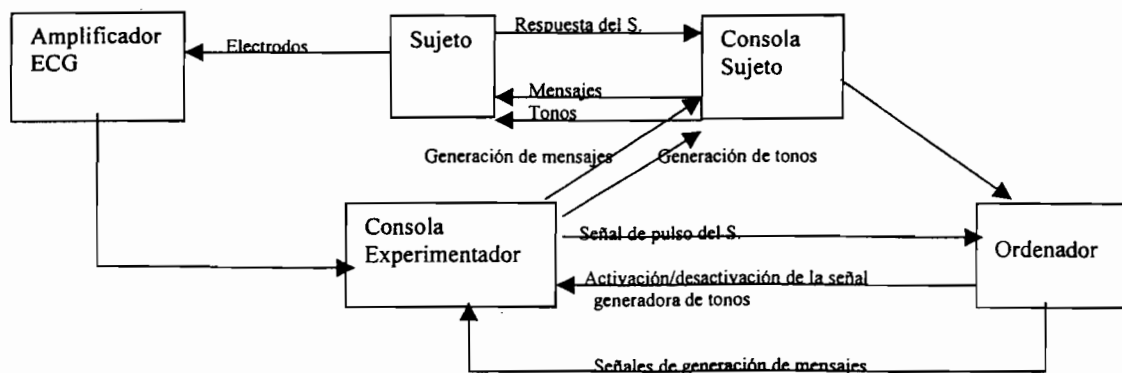 Amplificador
ECG
Electrodos
Sujeto
Respuesta del S.
Consola
Sujeto
Mensajes
Tonos
Generación de mensajes
Generación de tonos
Consola
Experimentador
Señal de pulso del S.
Ordenador
Activación/desactivación de la señal
generadora de tonos
Señales de generación de mensajes